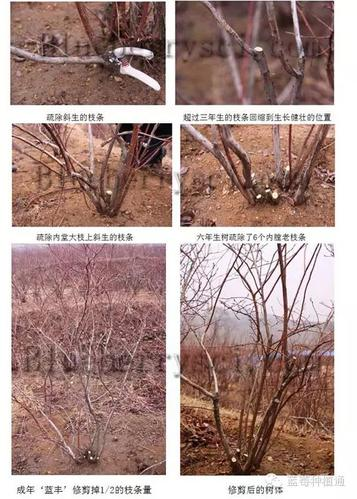 疏除斜生的枝条
超过三年生的枝条回缩到生长健壮的位置
疏除内堂大枝上斜生的枝条
六年生树疏除了6个内膛老枝条
成年‘蓝丰’修剪掉1/2的枝条量
修剪后的树体
蓝莓种植通